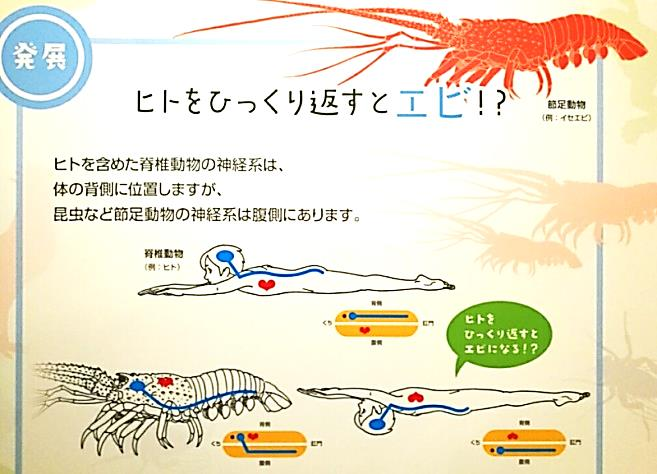 発展
ヒトをひっくり返すとエビ!?
節足動物
(例:イセエビ)
ヒトを含めた脊椎動物の神経系は、
体の背側に位置しますが、
昆虫など節足動物の神経系は腹側にあります。
脊椎動物
(例:ヒト)
背側
くち
肛門
腹側
ヒトを
ひっくり返すと
エビになる!?
背側
くち
肛門
腹側
背側
くち
肛門
腹側